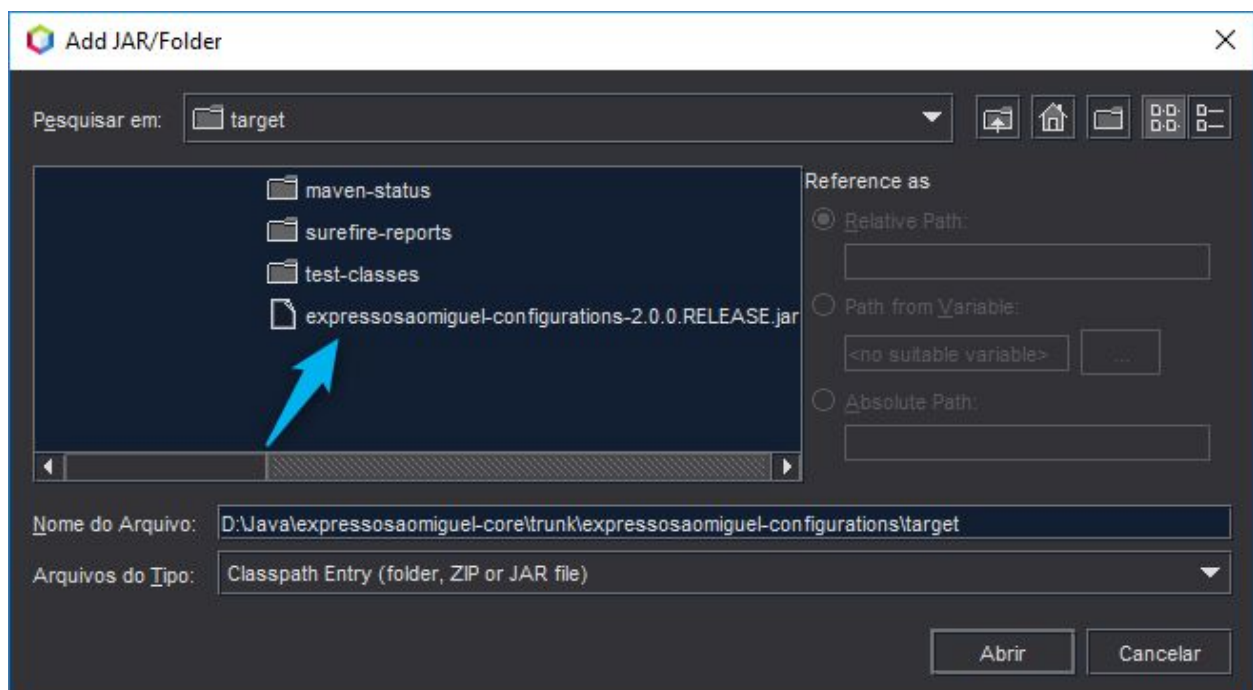 Add JAR/Folder
Pesquisar em:
target
maven-status
surefire-reports
test-classes
expressosaomiguel-configurations-2.0.0.RELEASE.jar
Reference as
Relative Path:
Path from Variable:
<no suitable variable>
...
Absolute Path:
Nome do Arquivo:
D:\Java\expressosaomiguel-core\trunk\expressosaomiguel-configurations\target
Arquivos do Tipo:
Classpath Entry (folder, ZIP or JAR file)
Abrir
Cancelar